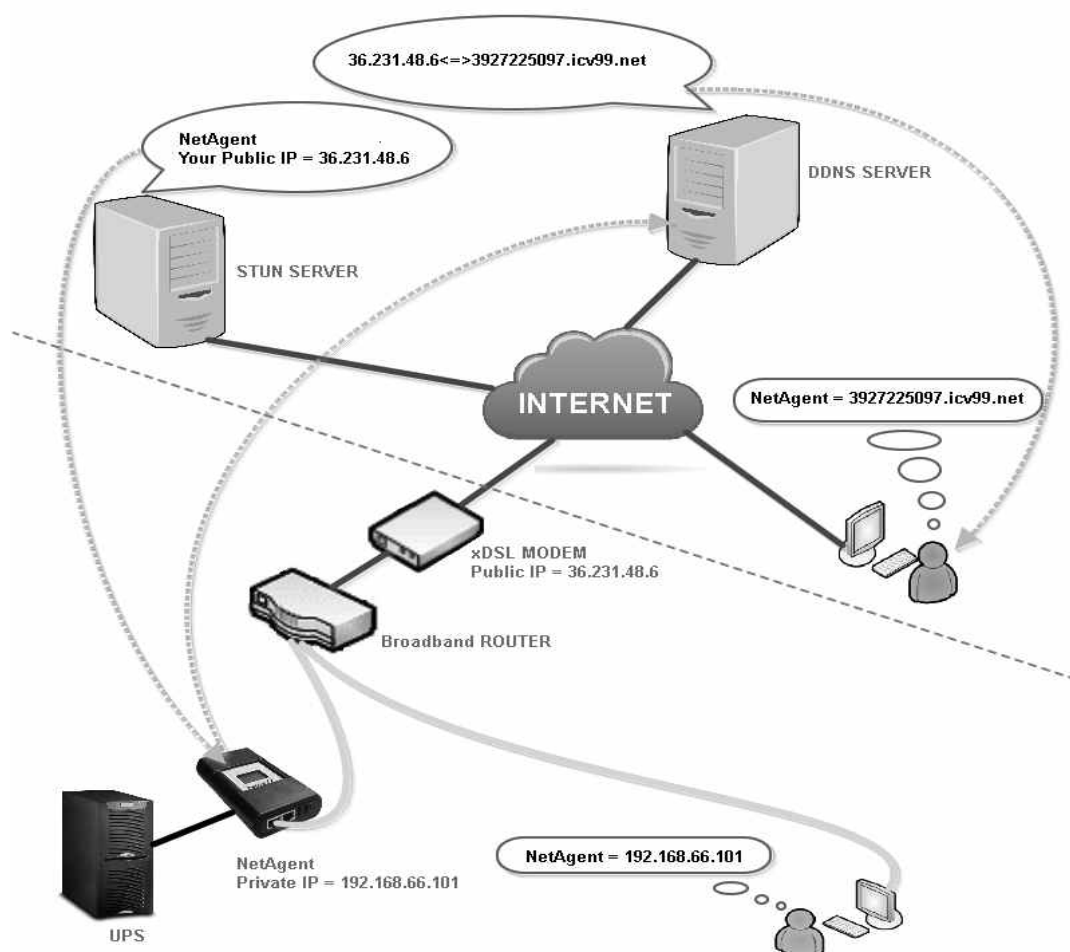 36.231.48.6<=>3927225097.icv99.net
NetAgent
Your Public IP = 36.231.48.6
DDNS SERVER
STUN SERVER
INTERNET
NetAgent = 3927225097.icv99.net
xDSL MODEM
Public IP = 36.231.48.6
Broadband ROUTER
NetAgent = 192.168.66.101
NetAgent
Private IP = 192.168.66.101
UPS